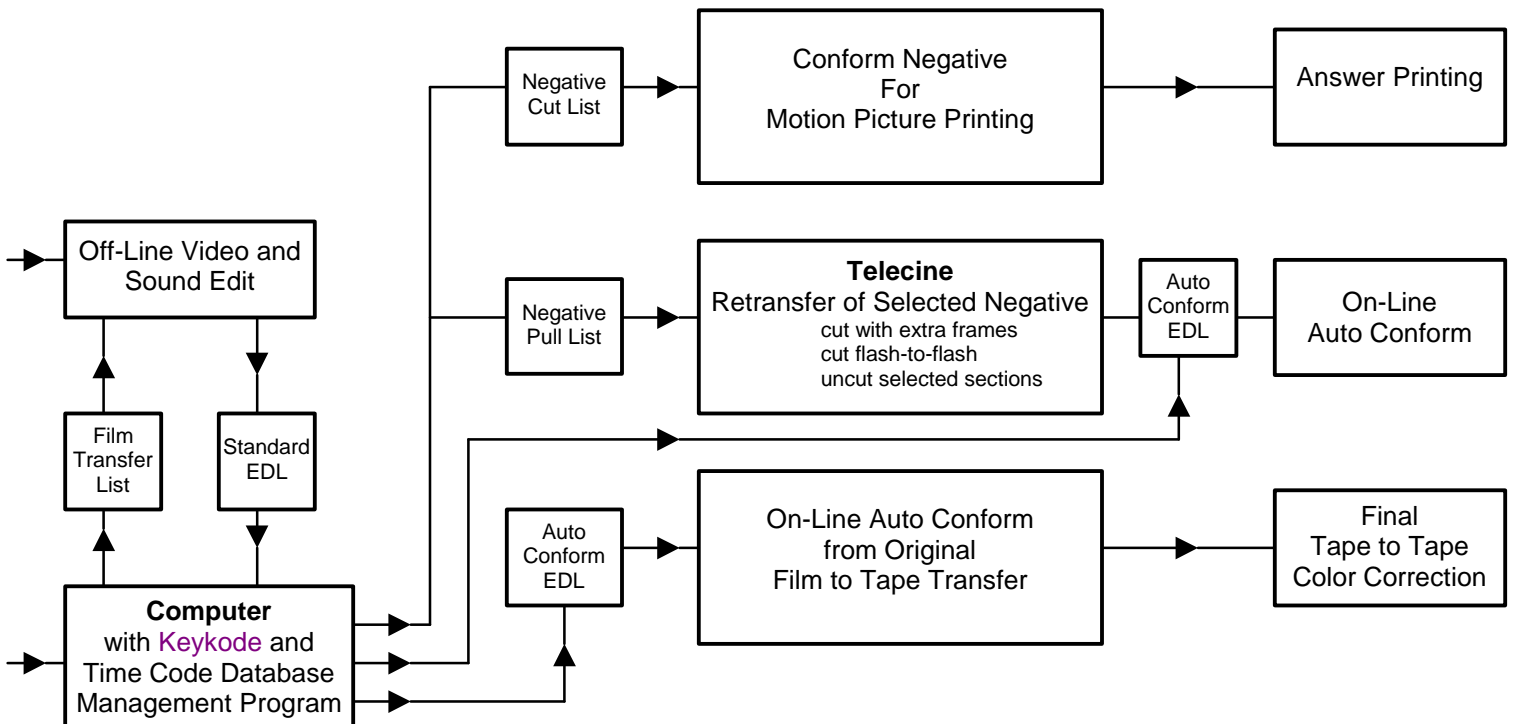 Negative
Cut List
Conform Negative
For
Motion Picture Printing
Answer Printing
Off-Line Video and
Sound Edit
Negative
Pull List
Telecine
Retransfer of Selected Negative
cut with extra frames
cut flash-to-flash
uncut selected sections
Auto
Conform
EDL
On-Line
Auto Conform
Film
Transfer
List
Standard
EDL
Auto
Conform
EDL
On-Line Auto Conform
from Original
Film to Tape Transfer
Final
Tape to Tape
Color Correction
Computer
with Keykode and
Time Code Database
Management Program